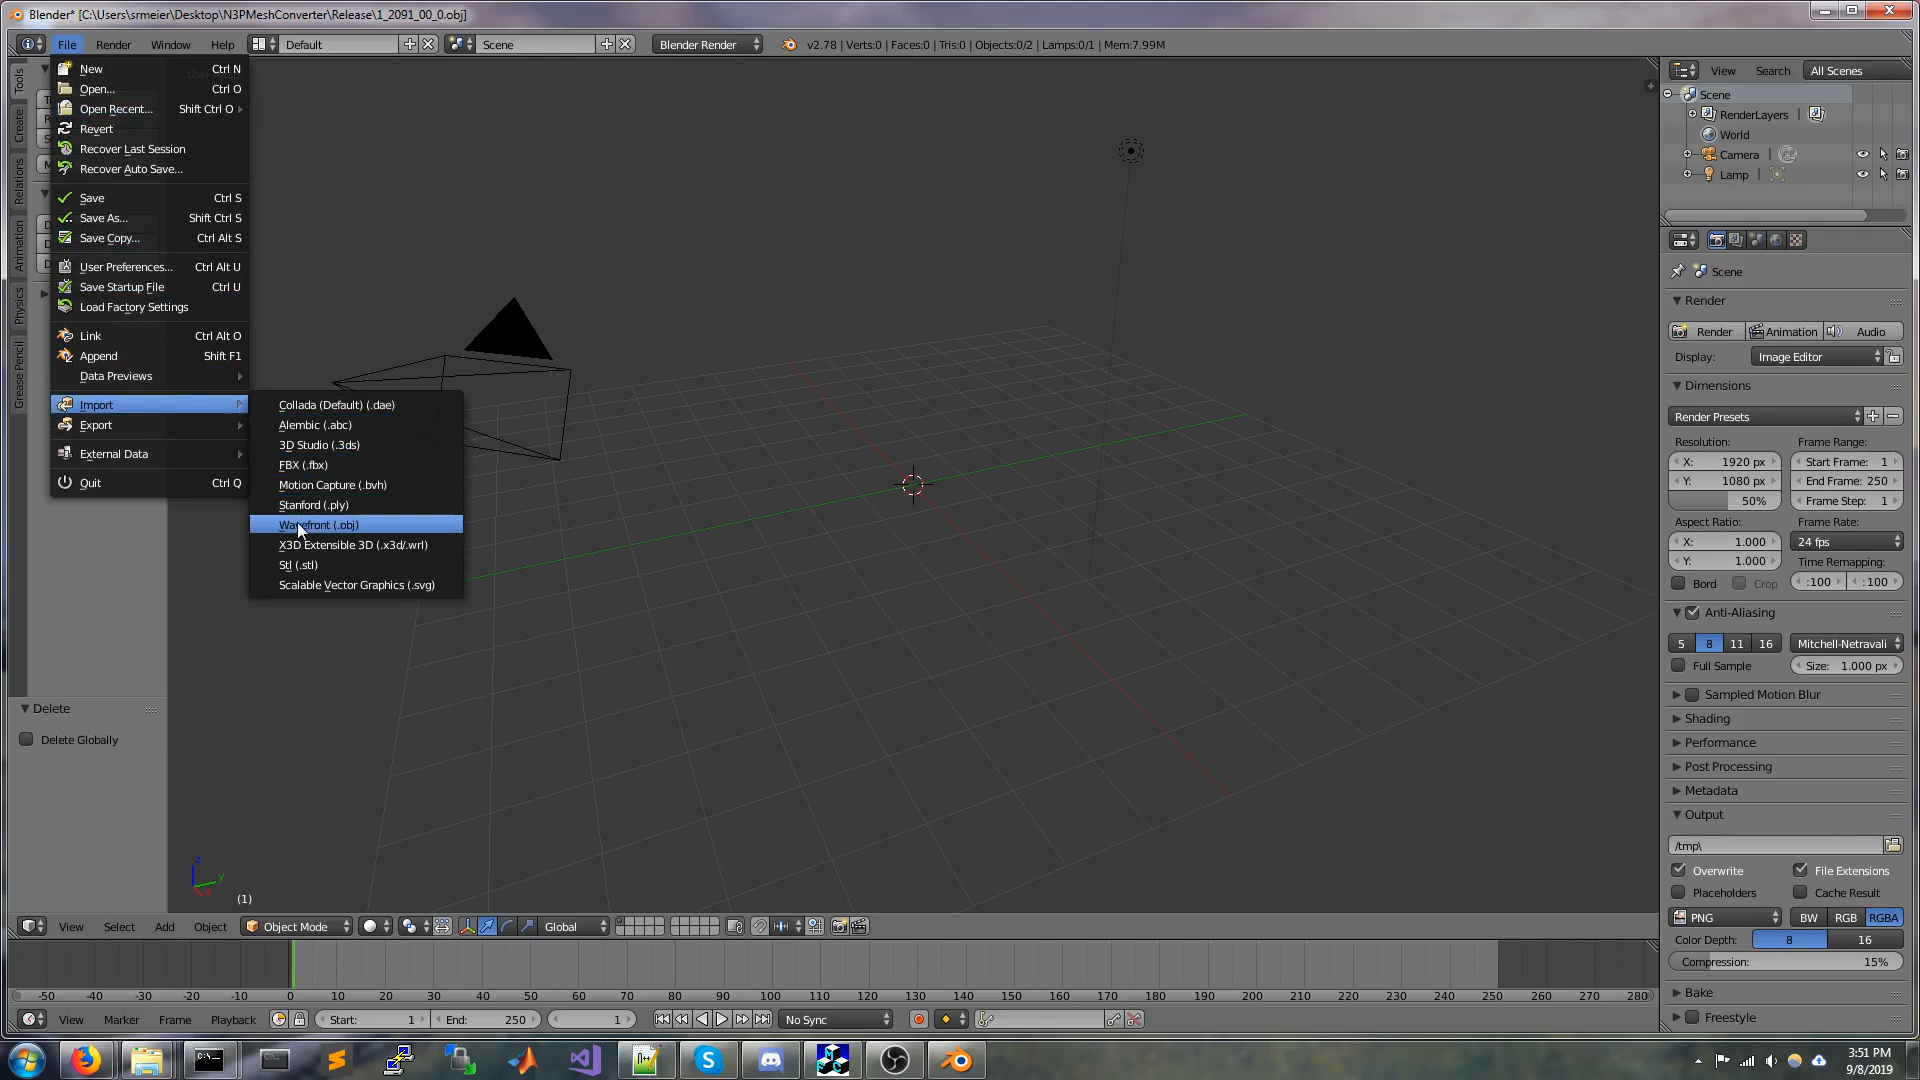 Blender* [C:\Users\srmeier\Desktop\N3PMeshConverter\Release\1_2091_00_0.obj]
File Render Window Help Default Scene Blender Render v2.78 | Verts:0 | Faces:0 | Tris:0 | Objects:0/2 | Lamps:0/1 | Mem:7.99M
New Ctrl N
Open... Ctrl O
Open Recent... Shift Ctrl O
Revert
Recover Last Session
Recover Auto Save...
Save Ctrl S
Save As... Shift Ctrl S
Save Copy... Ctrl Alt S
User Preferences... Ctrl Alt U
Save Startup File Ctrl U
Load Factory Settings
Link Ctrl Alt O
Append Shift F1
Data Previews
Import
Export
External Data
Quit Ctrl Q
Collada (Default) (.dae)
Alembic (.abc)
3D Studio (.3ds)
FBX (.fbx)
Motion Capture (.bvh)
Stanford (.ply)
Wavefront (.obj)
X3D Extensible 3D (.x3d/.wrl)
Stl (.stl)
Scalable Vector Graphics (.svg)
Tools
Create
Relations
Animation
Physics
Grease Pencil
Delete
Delete Globally
z
y
(1)
View Search All Scenes
Scene
RenderLayers |
World
Camera |
Lamp |
Scene
Render
Render Animation Audio
Display: Image Editor
Dimensions
Render Presets
Resolution: Frame Range:
X: 1920 px Start Frame: 1
Y: 1080 px End Frame: 250
50% Frame Step: 1
Aspect Ratio: Frame Rate:
X: 1.000 24 fps
Y: 1.000 Time Remapping:
Bord Crop :100 :100
Anti-Aliasing
5 8 11 16 Mitchell-Netravali
Full Sample Size: 1.000 px
Sampled Motion Blur
Shading
Performance
Post Processing
Metadata
Output
/tmp\
Overwrite File Extensions
Placeholders Cache Result
PNG BW RGB RGBA
Color Depth: 8 16
Compression: 15%
Bake
Freestyle
View Select Add Object Object Mode Global
-50 -40 -30 -20 -10 0 10 20 30 40 50 60 70 80 90 100 110 120 130 140 150 160 170 180 190 200 210 220 230 240 250 260 270 280
View Marker Frame Playback Start: 1 End: 250 1 No Sync
3:51 PM
9/8/2019